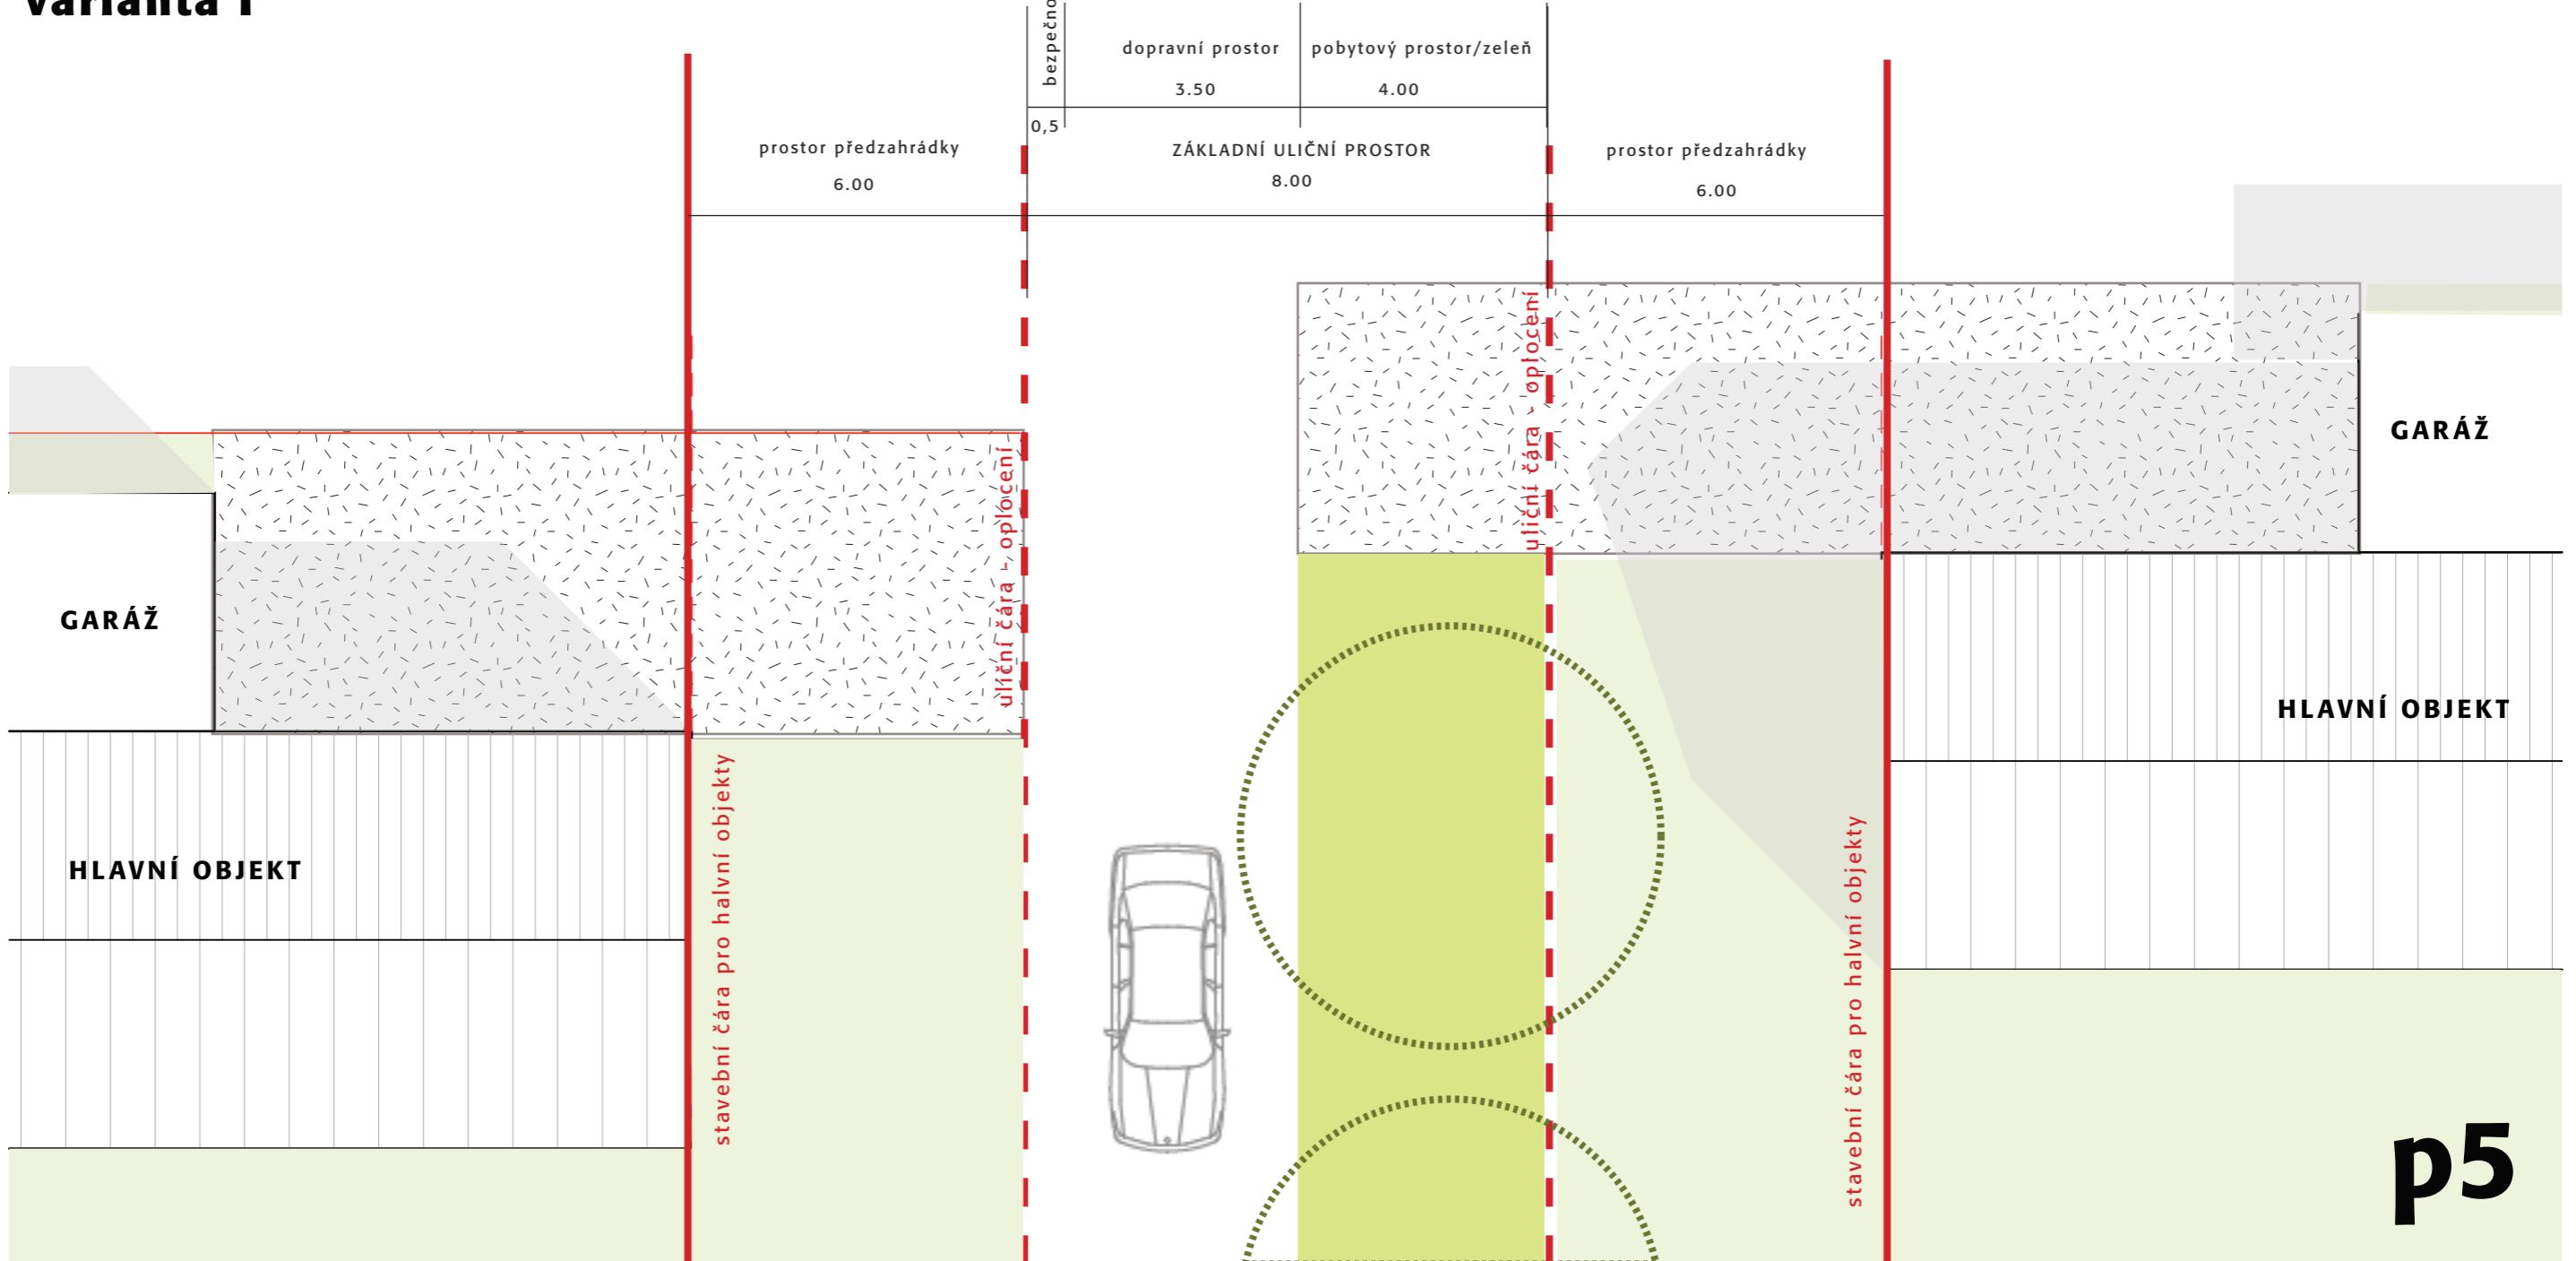 Varianta 1
dopravní prostor
3.50
pobytový prostor/zeleň
4.00
0,5
prostor předzahrádky
6.00
ZÁKLADNÍ ULIČNÍ PROSTOR
8.00
prostor předzahrádky
6.00
uliční čára - oplocení
uliční čára - oplocení
GARÁŽ
GARÁŽ
HLAVNÍ OBJEKT
HLAVNÍ OBJEKT
stavební čára pro halvní objekty
stavební čára pro halvní objekty
p5